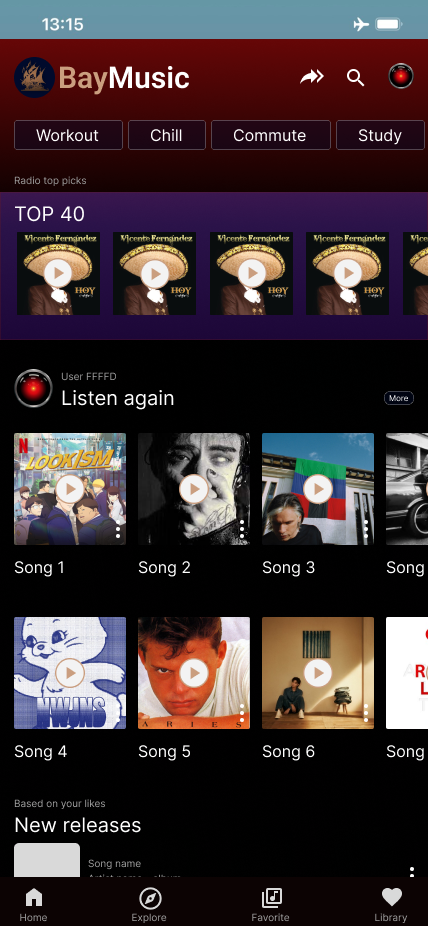 13:15
BayMusic
Workout
Chill
Commute
Study
Radio top picks
TOP 40
Vicente Fernández
HOY
Vicente Fernández
HOY
Vicente Fernández
HOY
Vicente Fernández
HOY
User FFFFD
Listen again
More
N
LOOKISM
Song 1
Song 2
Song 3
Song
NWJNS
ARIES
Song 4
Song 5
Song 6
Song
Based on your likes
New releases
Song name
Artist name - album
Home
Explore
Favorite
Library